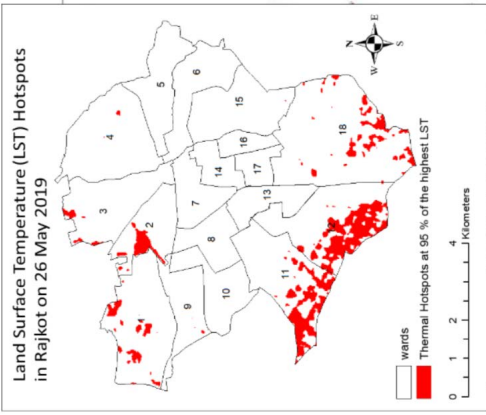 Land Surface Temperature (LST) Hotspots
in Rajkot on 26 May 2019
3
4
2
5
9
7
6
8
14
10
15
16
17
13
11
18
N
W
E
S
wards
Thermal Hotspots at 95 % of the highest LST
0
1
2
4
Kilometers